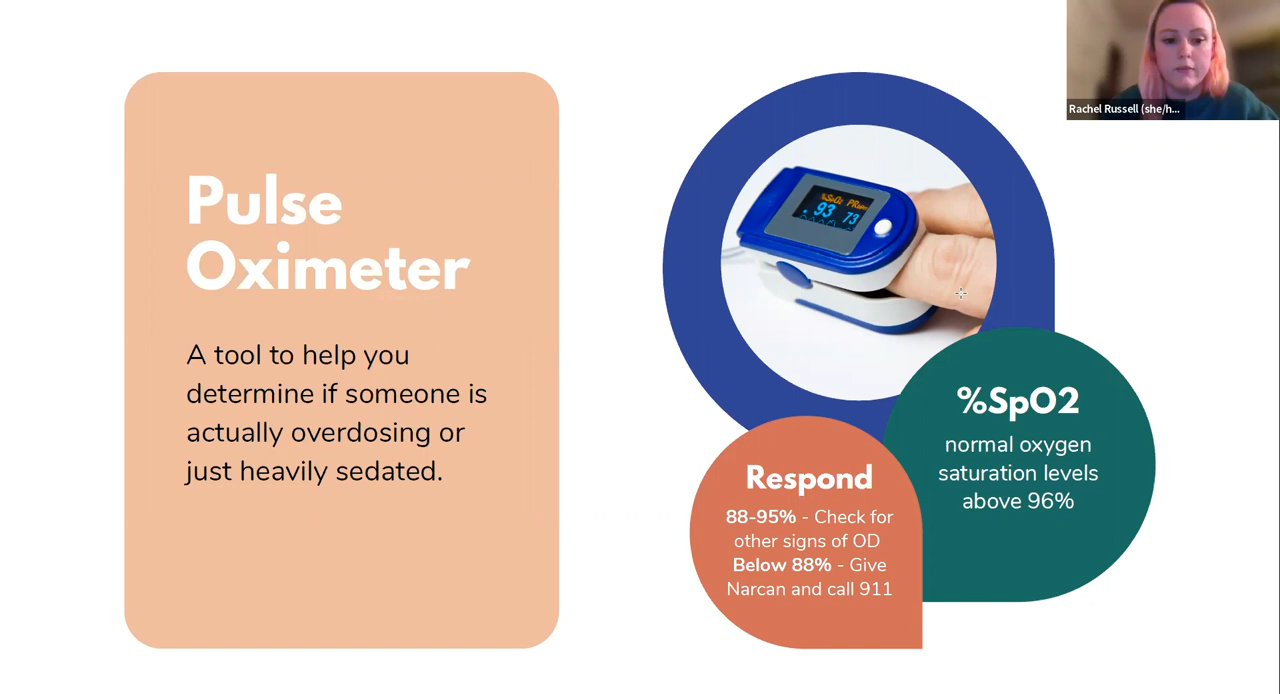 Rachel Russell (she/h...
Pulse
Oximeter
A tool to help you
determine if someone is
actually overdosing or
just heavily sedated.
%SpO2
93
73
%SpO2
normal oxygen
saturation levels
above 96%
Respond
88-95% - Check for
other signs of OD
Below 88% - Give
Narcan and call 911